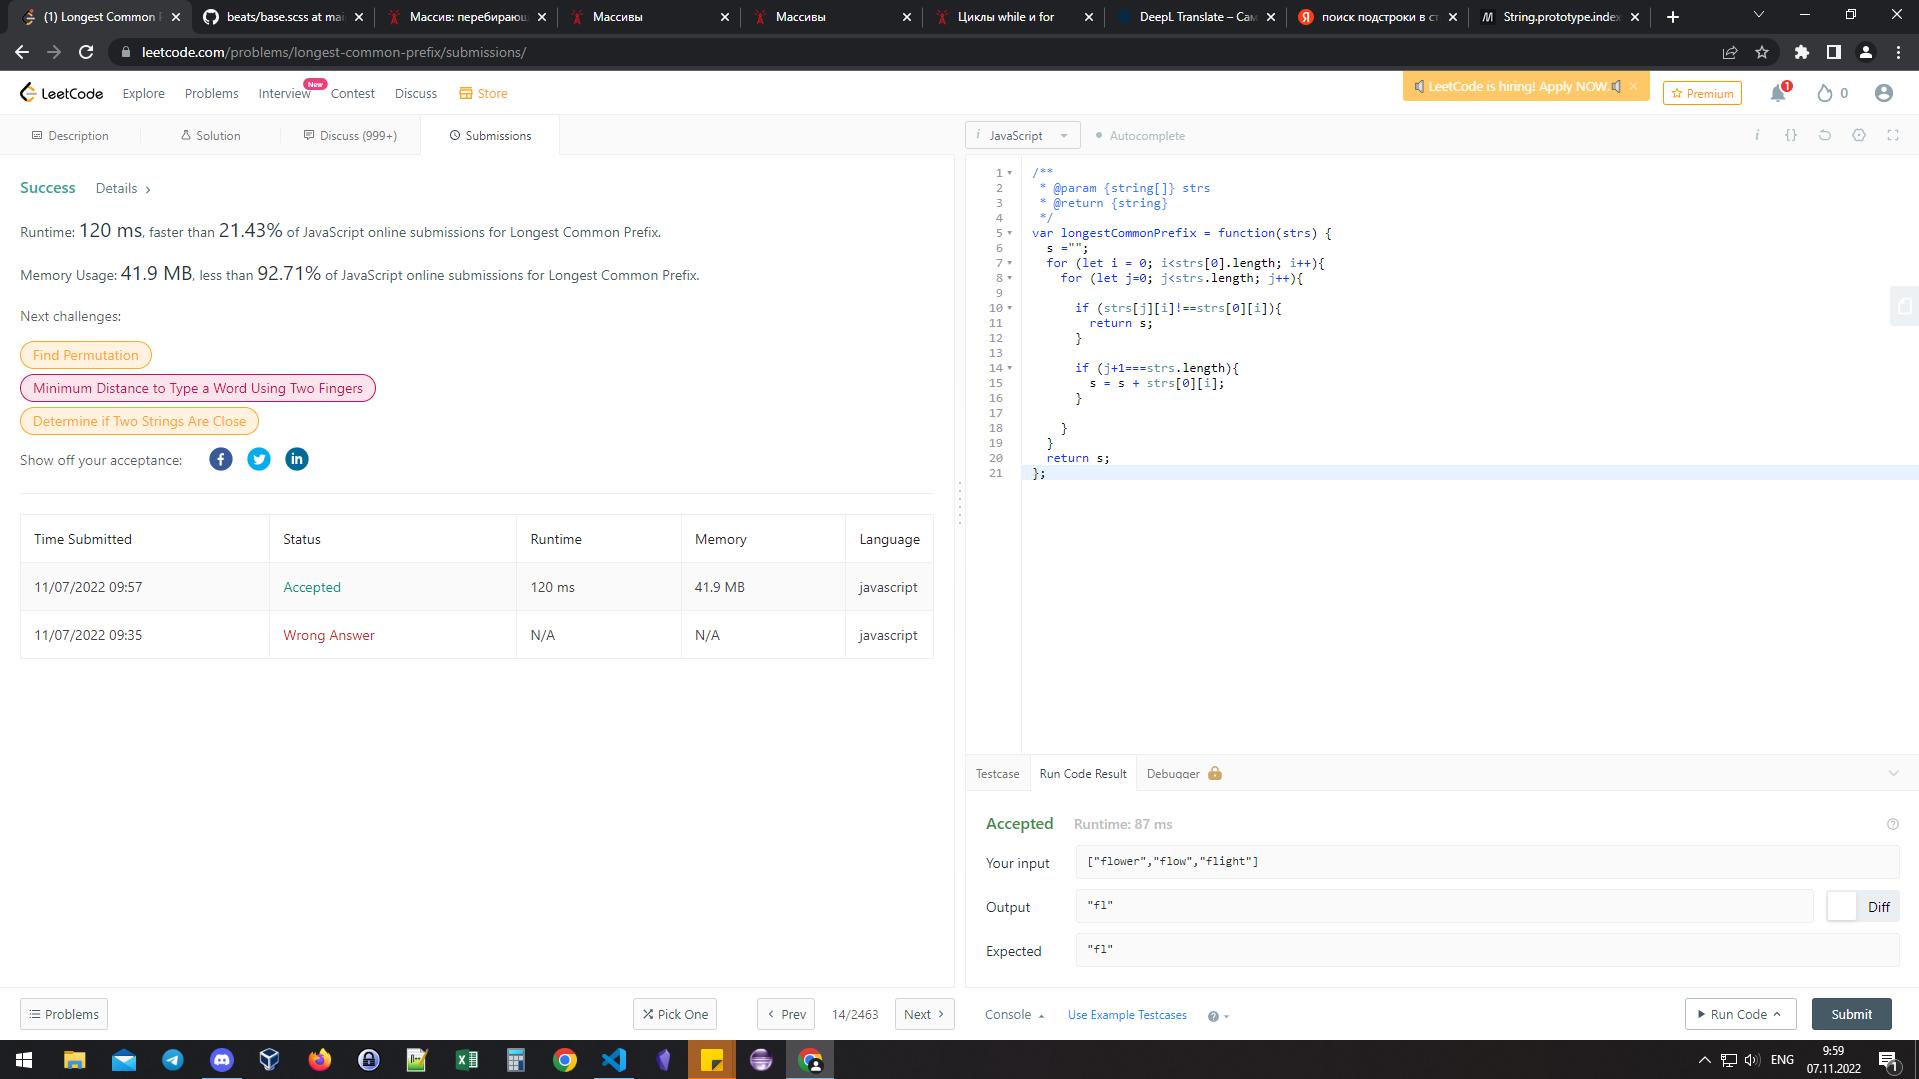 (1) Longest Common P
beats/base.scss at mai
Массив: перебирающ
Массивы
Массивы
Циклы while и for
DeepL Translate – Сам
поиск подстроки в ст
String.prototype.index
leetcode.com/problems/longest-common-prefix/submissions/
LeetCode
Explore
Problems
Interview
New
Contest
Discuss
Store
LeetCode is hiring! Apply NOW.
Premium
1
0
Description
Solution
Discuss (999+)
Submissions
i JavaScript
Autocomplete
i {}
Success Details
Runtime: 120 ms, faster than 21.43% of JavaScript online submissions for Longest Common Prefix.
Memory Usage: 41.9 MB, less than 92.71% of JavaScript online submissions for Longest Common Prefix.
Next challenges:
Find Permutation
Minimum Distance to Type a Word Using Two Fingers
Determine if Two Strings Are Close
Show off your acceptance:
Time Submitted Status Runtime Memory Language
11/07/2022 09:57 Accepted 120 ms 41.9 MB javascript
11/07/2022 09:35 Wrong Answer N/A N/A javascript
1 /**
2 * @param {string[]} strs
3 * @return {string}
4 */
5 var longestCommonPrefix = function(strs) {
6 s ="";
7 for (let i = 0; i<strs[0].length; i++){
8 for (let j=0; j<strs.length; j++){
9
10 if (strs[j][i]!==strs[0][i]){
11 return s;
12 }
13
14 if (j+1===strs.length){
15 s = s + strs[0][i];
16 }
17
18 }
19 }
20 return s;
21 };
Testcase
Run Code Result
Debugger
Accepted Runtime: 87 ms
Your input ["flower","flow","flight"]
Output "fl" Diff
Expected "fl"
Problems
Pick One
Prev
14/2463
Next
Console
Use Example Testcases
Run Code
Submit
ENG
9:59
07.11.2022
1